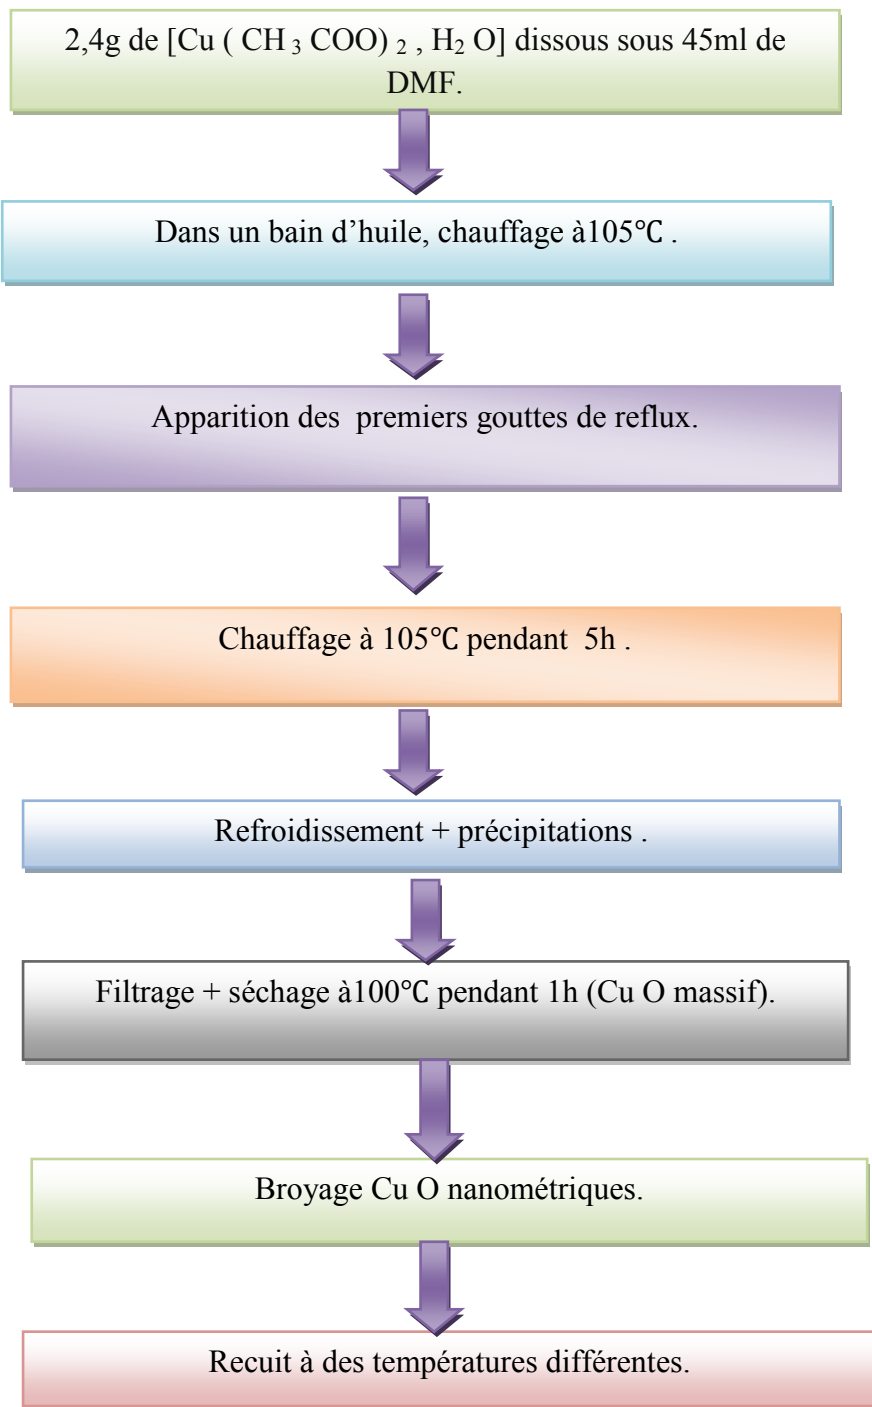 2,4g de [Cu ( CH 3 COO) 2 , H2 O] dissous sous 45ml de
DMF.
Dans un bain d’huile, chauffage à105℃ .
Apparition des  premiers gouttes de reflux.
Chauffage à 105℃ pendant  5h .
Refroidissement + précipitations .
Filtrage + séchage à100℃ pendant 1h (Cu O massif).
Broyage Cu O nanométriques.
Recuit à des températures différentes.